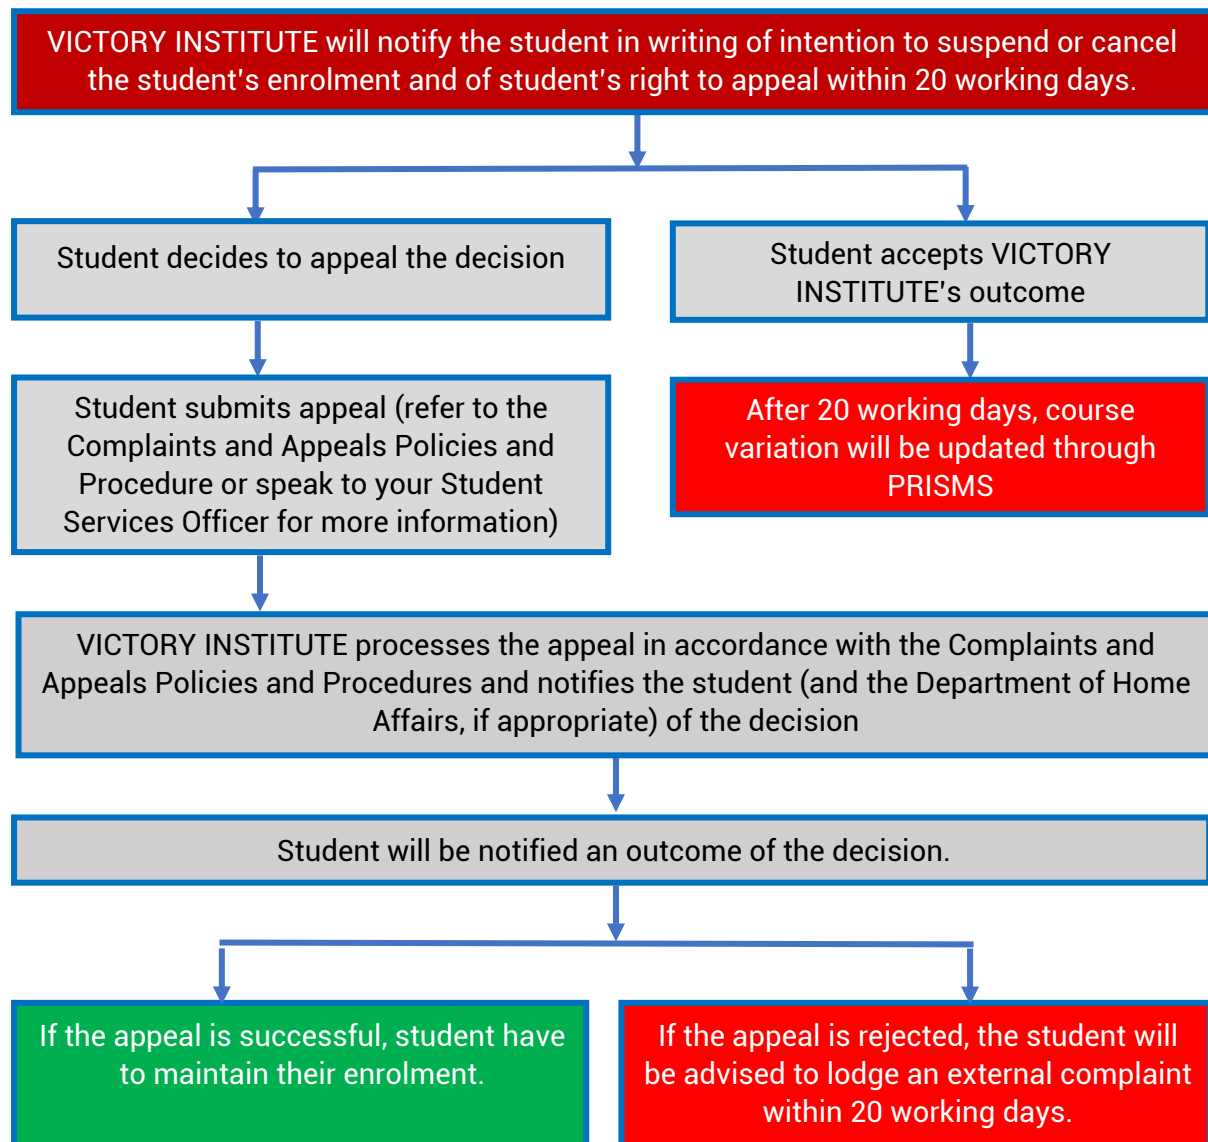 VICTORY INSTITUTE will notify the student in writing of intention to suspend or cancel
the student's enrolment and of student's right to appeal within 20 working days.
Student decides to appeal the decision
Student accepts VICTORY
INSTITUTE's outcome
Student submits appeal (refer to the
Complaints and Appeals Policies and
Procedure or speak to your Student
Services Officer for more information)
After 20 working days, course
variation will be updated through
PRISMS
VICTORY INSTITUTE processes the appeal in accordance with the Complaints and
Appeals Policies and Procedures and notifies the student (and the Department of Home
Affairs, if appropriate) of the decision
Student will be notified an outcome of the decision.
If the appeal is successful, student have
to maintain their enrolment.
If the appeal is rejected, the student will
be advised to lodge an external complaint
within 20 working days.